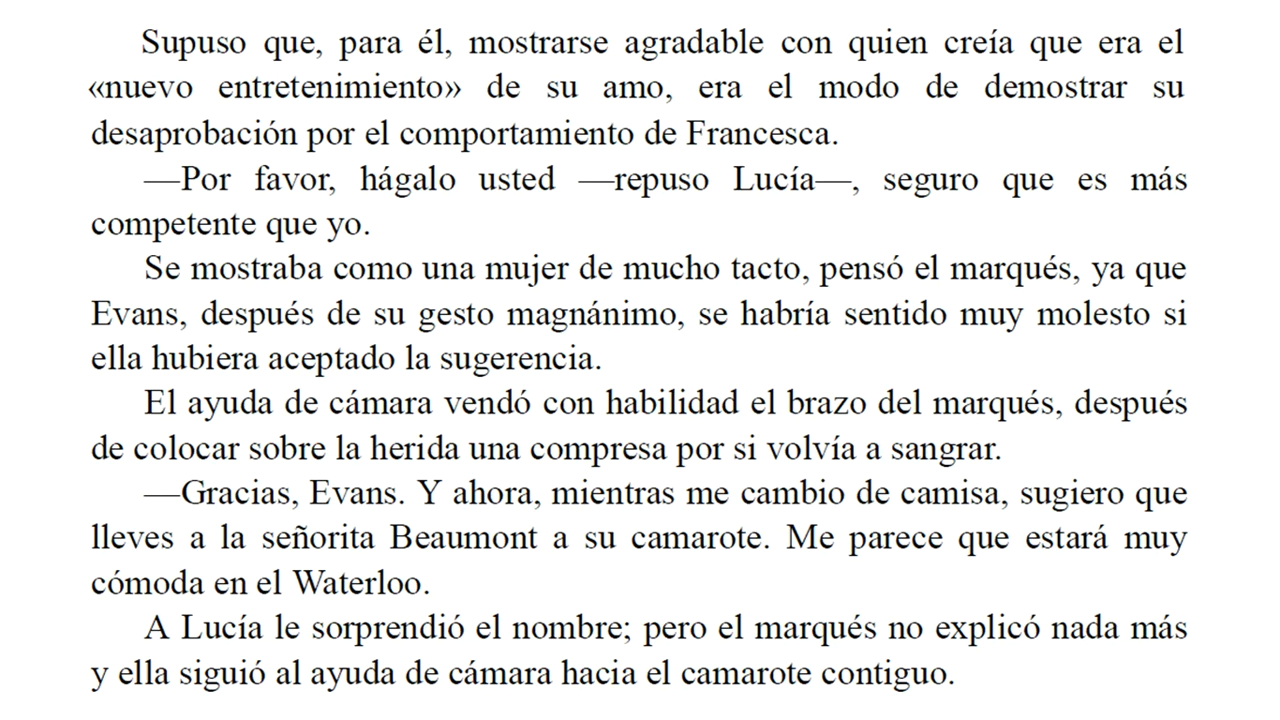 Supuso que, para él, mostrarse agradable con quien creía que era el
«nuevo entretenimiento» de su amo, era el modo de demostrar su
desaprobación por el comportamiento de Francesca.
—Por favor, hágalo usted —repuso Lucía—, seguro que es más
competente que yo.
Se mostraba como una mujer de mucho tacto, pensó el marqués, ya que
Evans, después de su gesto magnánimo, se habría sentido muy molesto si
ella hubiera aceptado la sugerencia.
El ayuda de cámara vendó con habilidad el brazo del marqués, después
de colocar sobre la herida una compresa por si volvía a sangrar.
—Gracias, Evans. Y ahora, mientras me cambio de camisa, sugiero que
lleves a la señorita Beaumont a su camarote. Me parece que estará muy
cómoda en el Waterloo.
A Lucía le sorprendió el nombre; pero el marqués no explicó nada más
y ella siguió al ayuda de cámara hacia el camarote contiguo.